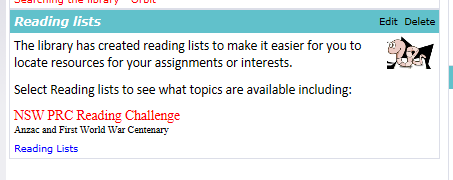 Searching the library - Orbit
Reading lists Edit Delete
The library has created reading lists to make it easier for you to
locate resources for your assignments or interests.
Select Reading lists to see what topics are available including:
NSW PRC Reading Challenge
Anzac and First World War Centenary
Reading Lists